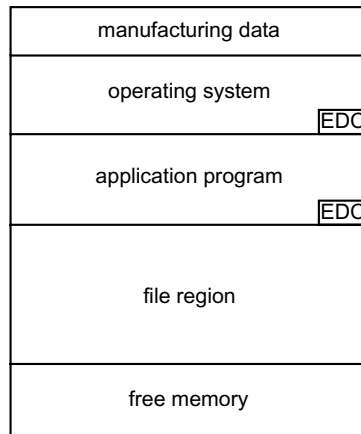 manufacturing data
operating system
EDC
application program
EDC
file region
free memory